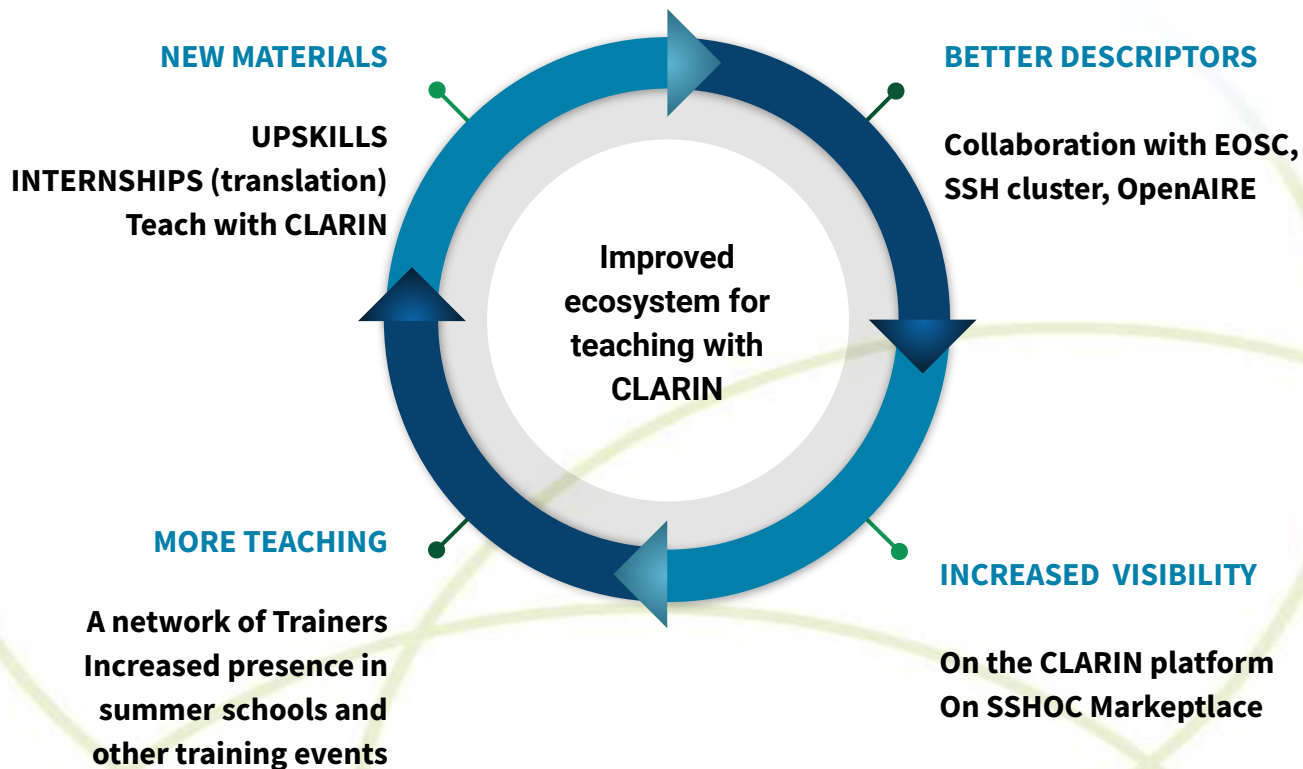 NEW MATERIALS
UPSKILLS
INTERNSHIPS (translation)
Teach with CLARIN
BETTER DESCRIPTORS
Collaboration with EOSC,
SSH cluster, OpenAIRE
Improved
ecosystem for
teaching with
CLARIN
MORE TEACHING
A network of Trainers
Increased presence in
summer schools and
other training events
INCREASED VISIBILITY
On the CLARIN platform
On SSHOC Markeptlace